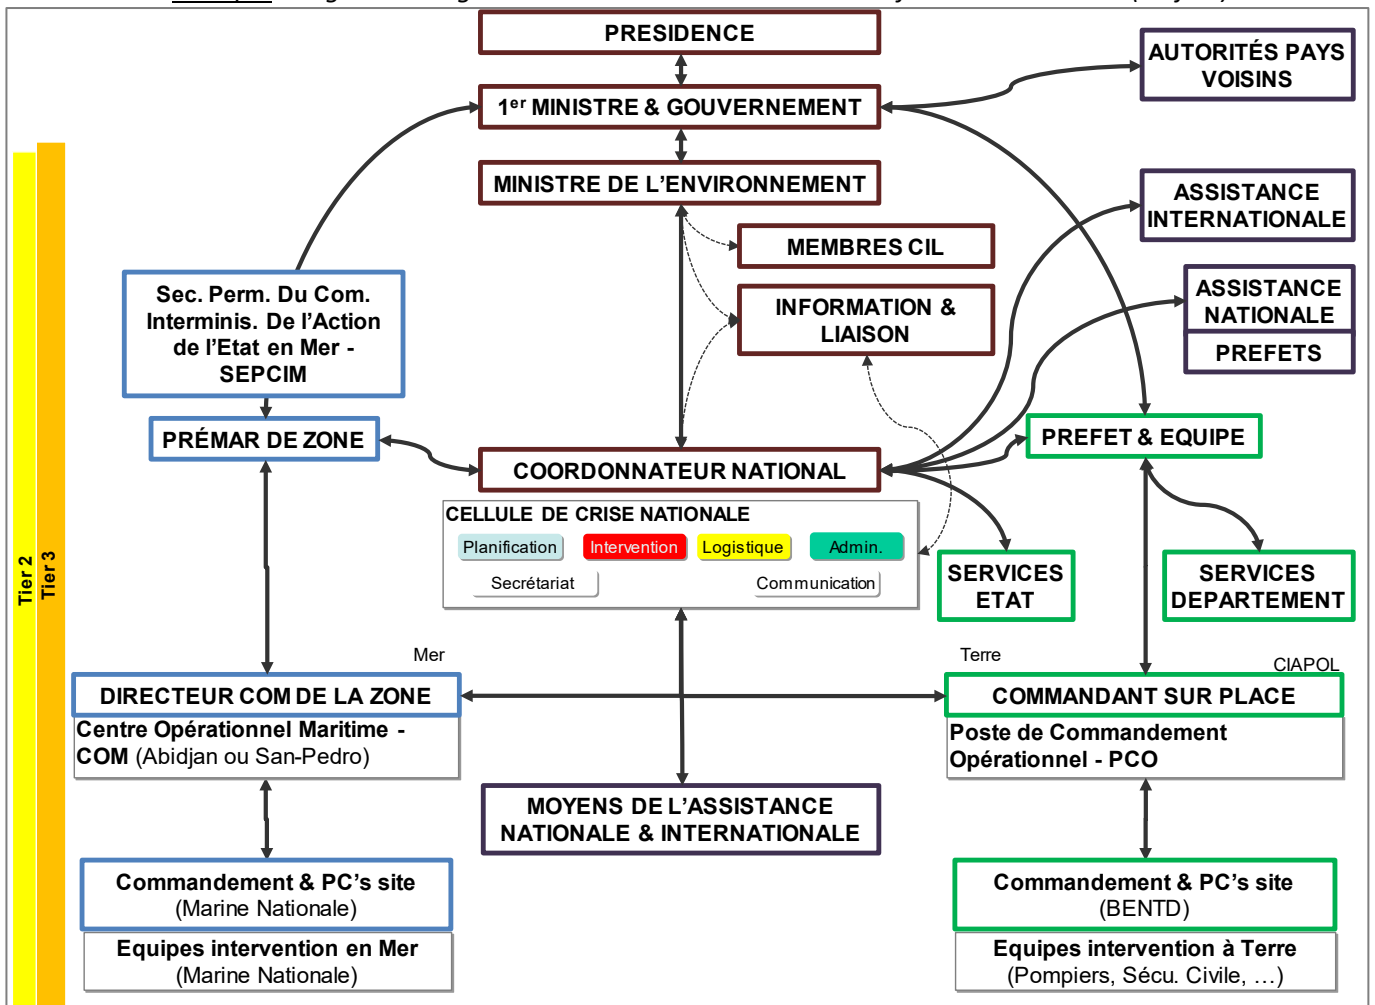 PRESIDENCE
AUTORITÉS PAYS
VOISINS
1er MINISTRE & GOUVERNEMENT
MINISTRE DE L'ENVIRONNEMENT
ASSISTANCE
INTERNATIONALE
MEMBRES CIL
Sec. Perm. Du Com.
Interminis. De l'Action
de l'Etat en Mer -
SEPCIM
INFORMATION &
LIAISON
ASSISTANCE
NATIONALE
PREFETS
PRÉMAR DE ZONE
PREFET & EQUIPE
COORDONNATEUR NATIONAL
CELLULE DE CRISE NATIONALE
Planification
Intervention
Logistique
Admin.
Secrétariat
Communication
SERVICES
ETAT
SERVICES
DEPARTEMENT
Tier 2
Tier 3
Mer
Terre
CIAPOL
DIRECTEUR COM DE LA ZONE
COMMANDANT SUR PLACE
Centre Opérationnel Maritime -
COM (Abidjan ou San-Pedro)
Poste de Commandement
Opérationnel - PCO
MOYENS DE L'ASSISTANCE
NATIONALE & INTERNATIONALE
Commandement & PC's site
(Marine Nationale)
Commandement & PC's site
(BENTD)
Equipes intervention en Mer
(Marine Nationale)
Equipes intervention à Terre
(Pompiers, Sécu. Civile, …)